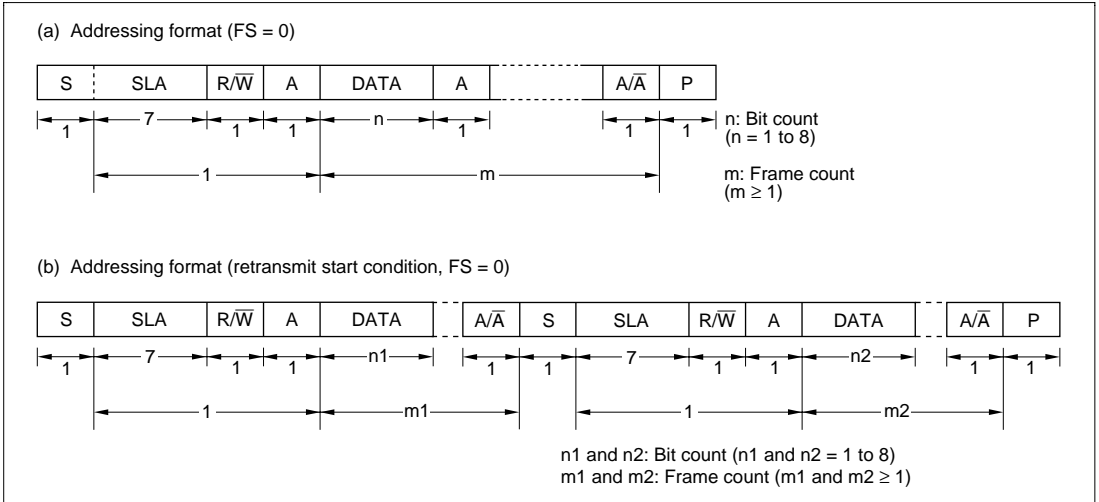 (a) Addressing format (FS = 0)
S SLA R/W̅ A DATA A A/A̅ P
1 7 1 1 n 1 1 1
n: Bit count
(n = 1 to 8)
1 m
m: Frame count
(m ≥ 1)
(b) Addressing format (retransmit start condition, FS = 0)
S SLA R/W̅ A DATA A/A̅ S SLA R/W̅ A DATA A/A̅ P
1 7 1 1 n1 1 1 7 1 1 n2 1 1
1 m1 1 m2
n1 and n2: Bit count (n1 and n2 = 1 to 8)
m1 and m2: Frame count (m1 and m2 ≥ 1)